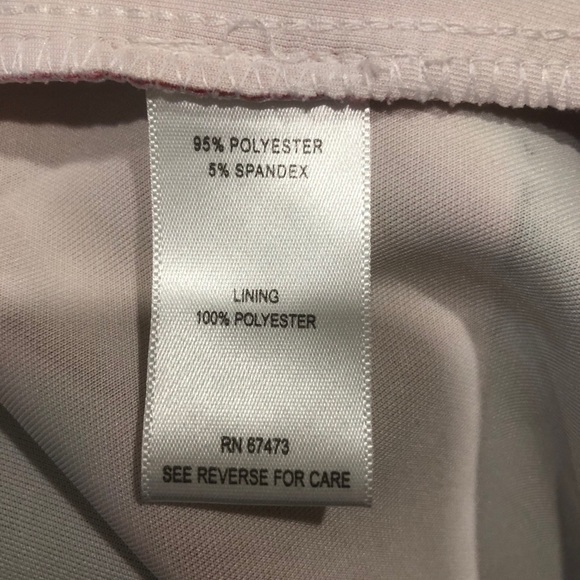 95% POLYESTER
5% SPANDEX
LINING
100% POLYESTER
RN 67473
SEE REVERSE FOR CARE